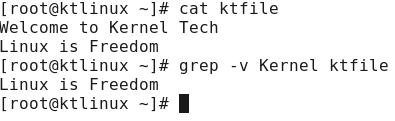 [root@ktlinux ~]# cat ktfile
Welcome to Kernel Tech
Linux is Freedom
[root@ktlinux ~]# grep -v Kernel ktfile
Linux is Freedom
[root@ktlinux ~]#